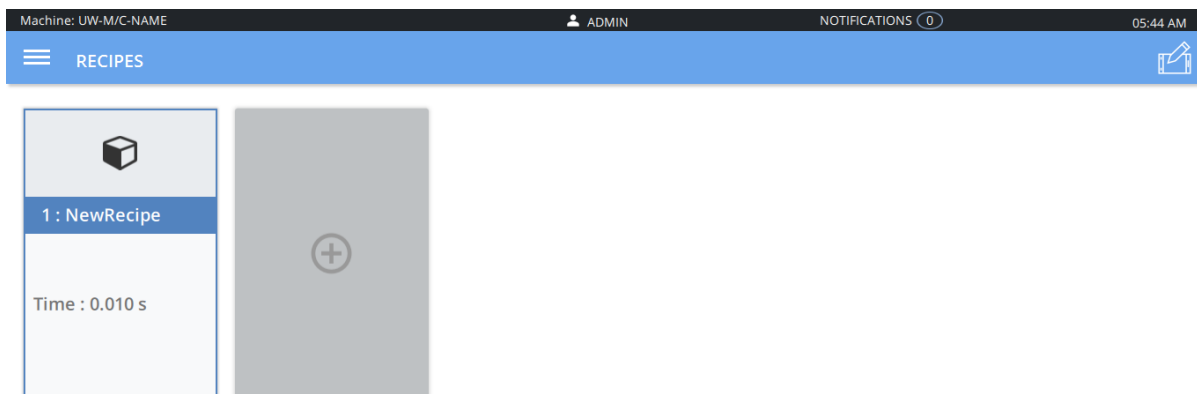 Machine: UW-M/C-NAME ADMIN NOTIFICATIONS 0 05:44 AM
RECIPES
1 : NewRecipe
Time : 0.010 s